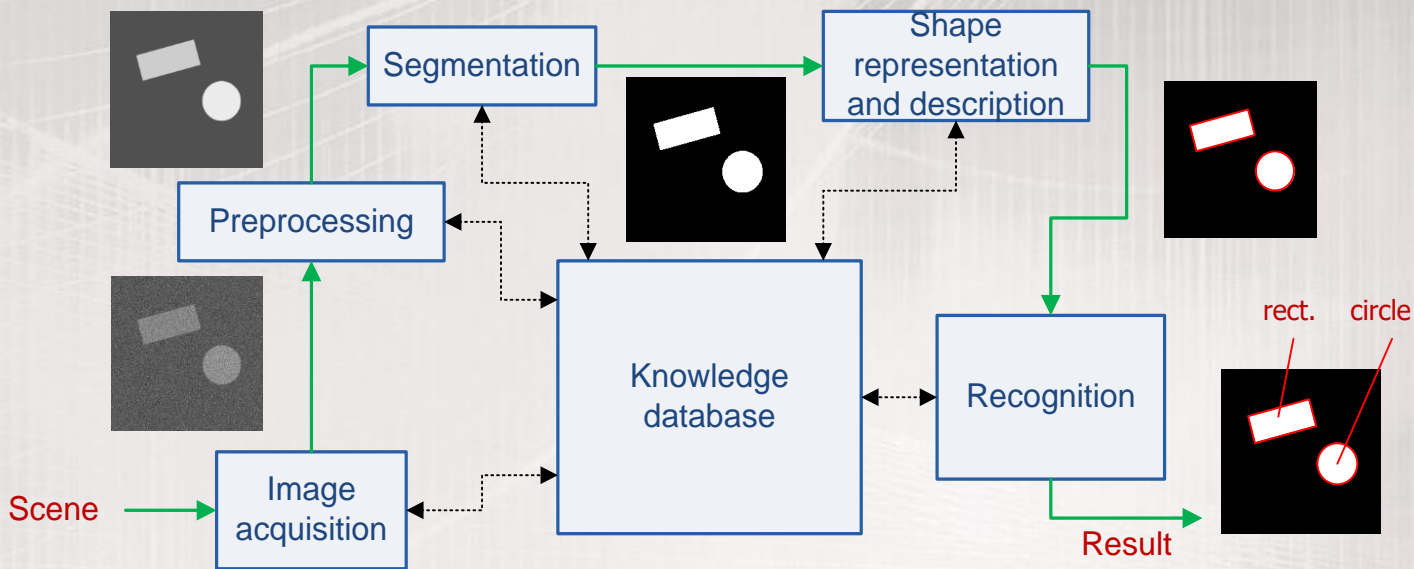 Segmentation
Shape
representation
and description
Preprocessing
rect.
circle
Knowledge
database
Recognition
Scene
Image
acquisition
Result